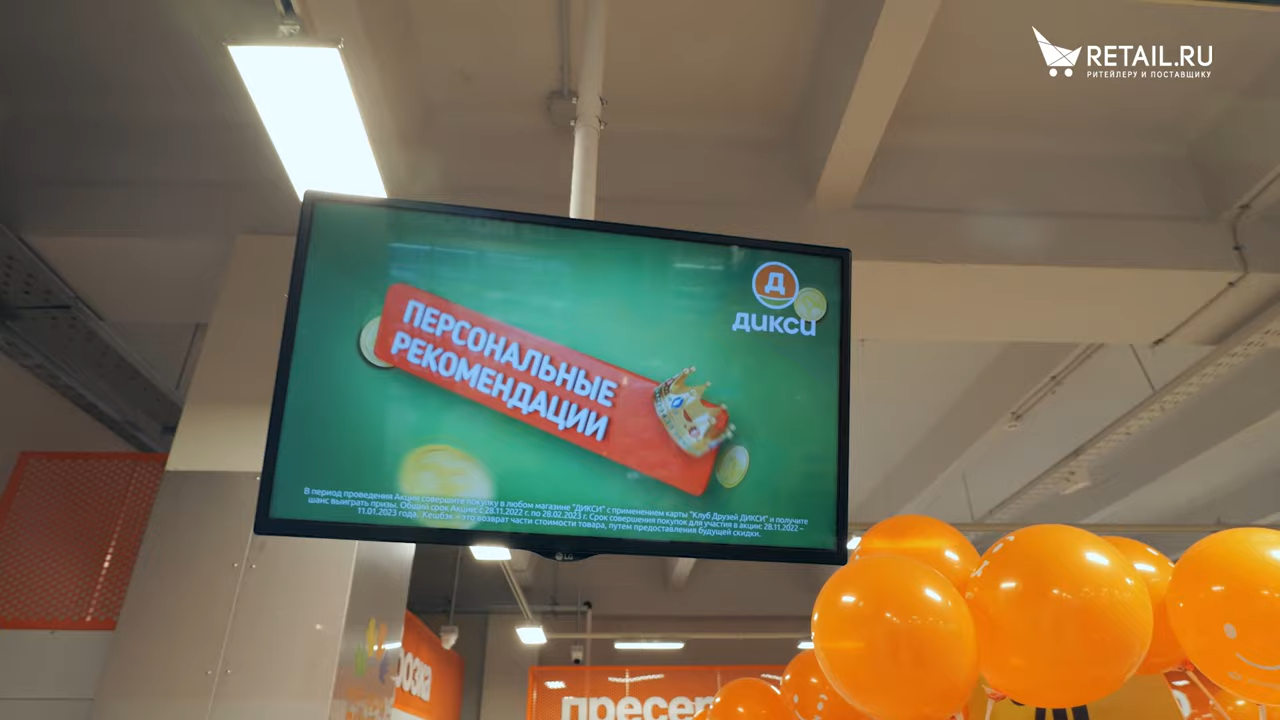 RETAIL.RU
РИТЕЙЛЕРУ И ПОСТАВЩИКУ
Д
дикси
ПЕРСОНАЛЬНЫЕ
РЕКОМЕНДАЦИИ
В период проведения Акции совершите покупку в любом магазине "ДИКСИ" с применением карты "Клуб Друзей ДИКСИ" и получите
шанс выиграть призы. Общий срок Акции: с 28.11.2022 г. по 28.02.2023 г. Срок совершения покупок для участия в акции: 28.11.2022 –
11.01.2023 года. Кешбэк – это возврат части стоимости товара, путем предоставления будущей скидки.
LG